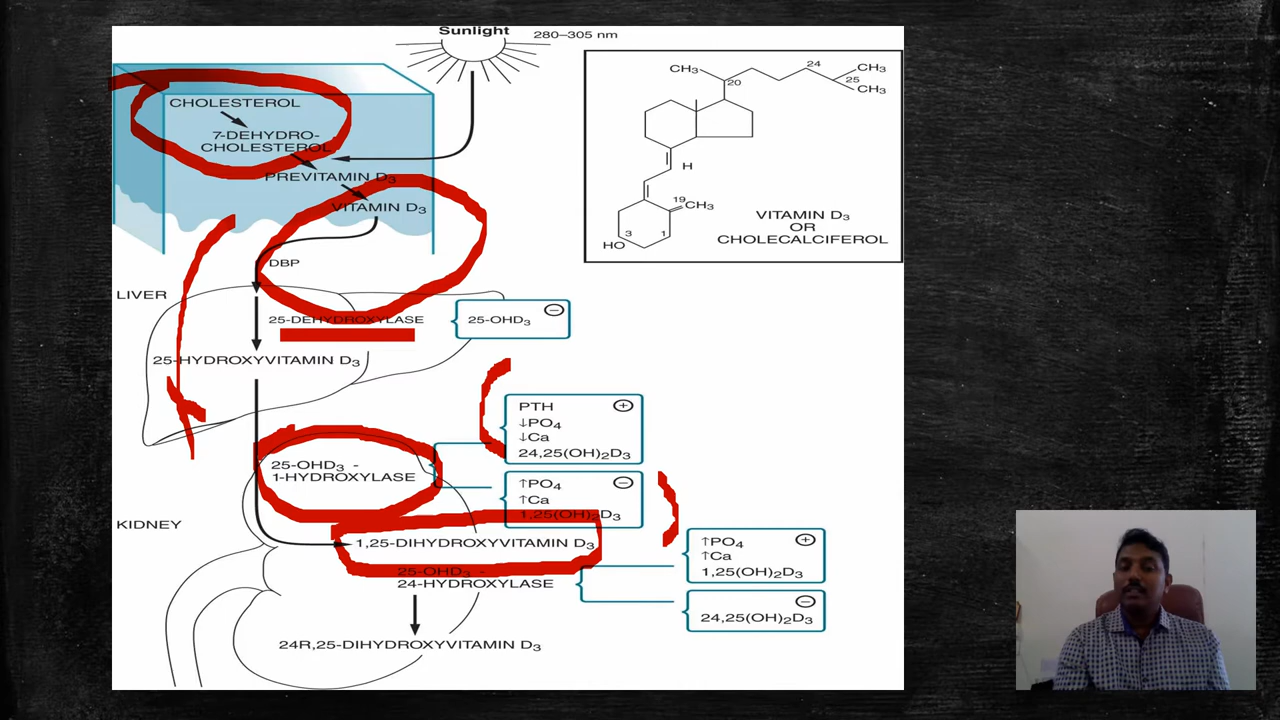 Sunlight 280–305 nm
CHOLESTEROL
7-DEHYDRO-
CHOLESTEROL
PREVITAMIN D3
VITAMIN D3
DBP
LIVER
25-DEHYDROXYLASE
25-OHD3 −
25-HYDROXYVITAMIN D3
PTH +
↓PO4
↓Ca
24,25(OH)2D3
25-OHD3 -
1-HYDROXYLASE
↑PO4 −
↑Ca
1,25(OH)2D3
KIDNEY
1,25-DIHYDROXYVITAMIN D3
↑PO4 +
↑Ca
1,25(OH)2D3
25-OHD3 -
24-HYDROXYLASE
−
24,25(OH)2D3
24R,25-DIHYDROXYVITAMIN D3
CH3
20
24
CH3
25
CH3
H
19
CH3
3
1
HO
VITAMIN D3
OR
CHOLECALCIFEROL